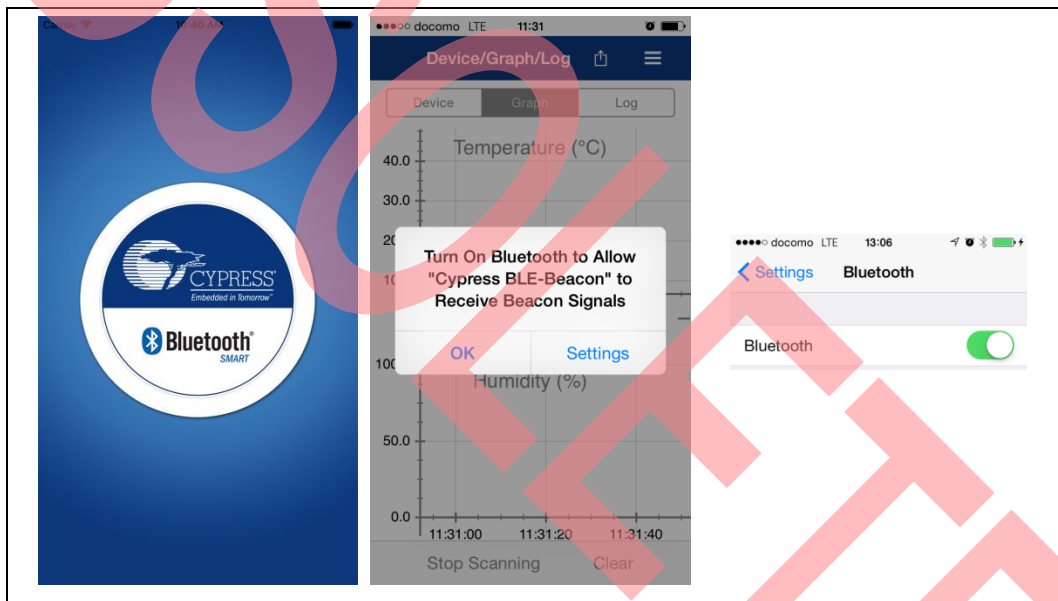 Carrier 10:40 AM
CYPRESS
Embedded in Tomorrow™
Bluetooth®
SMART
docomo LTE 11:31
Device/Graph/Log
Device Graph Log
Temperature (°C)
40.0
30.0
20
10
Turn On Bluetooth to Allow
"Cypress BLE-Beacon" to
Receive Beacon Signals
OK Settings
100
Humidity (%)
50.0
0.0
11:31:00 11:31:20 11:31:40
Stop Scanning Clear
docomo LTE 13:06
Settings Bluetooth
Bluetooth